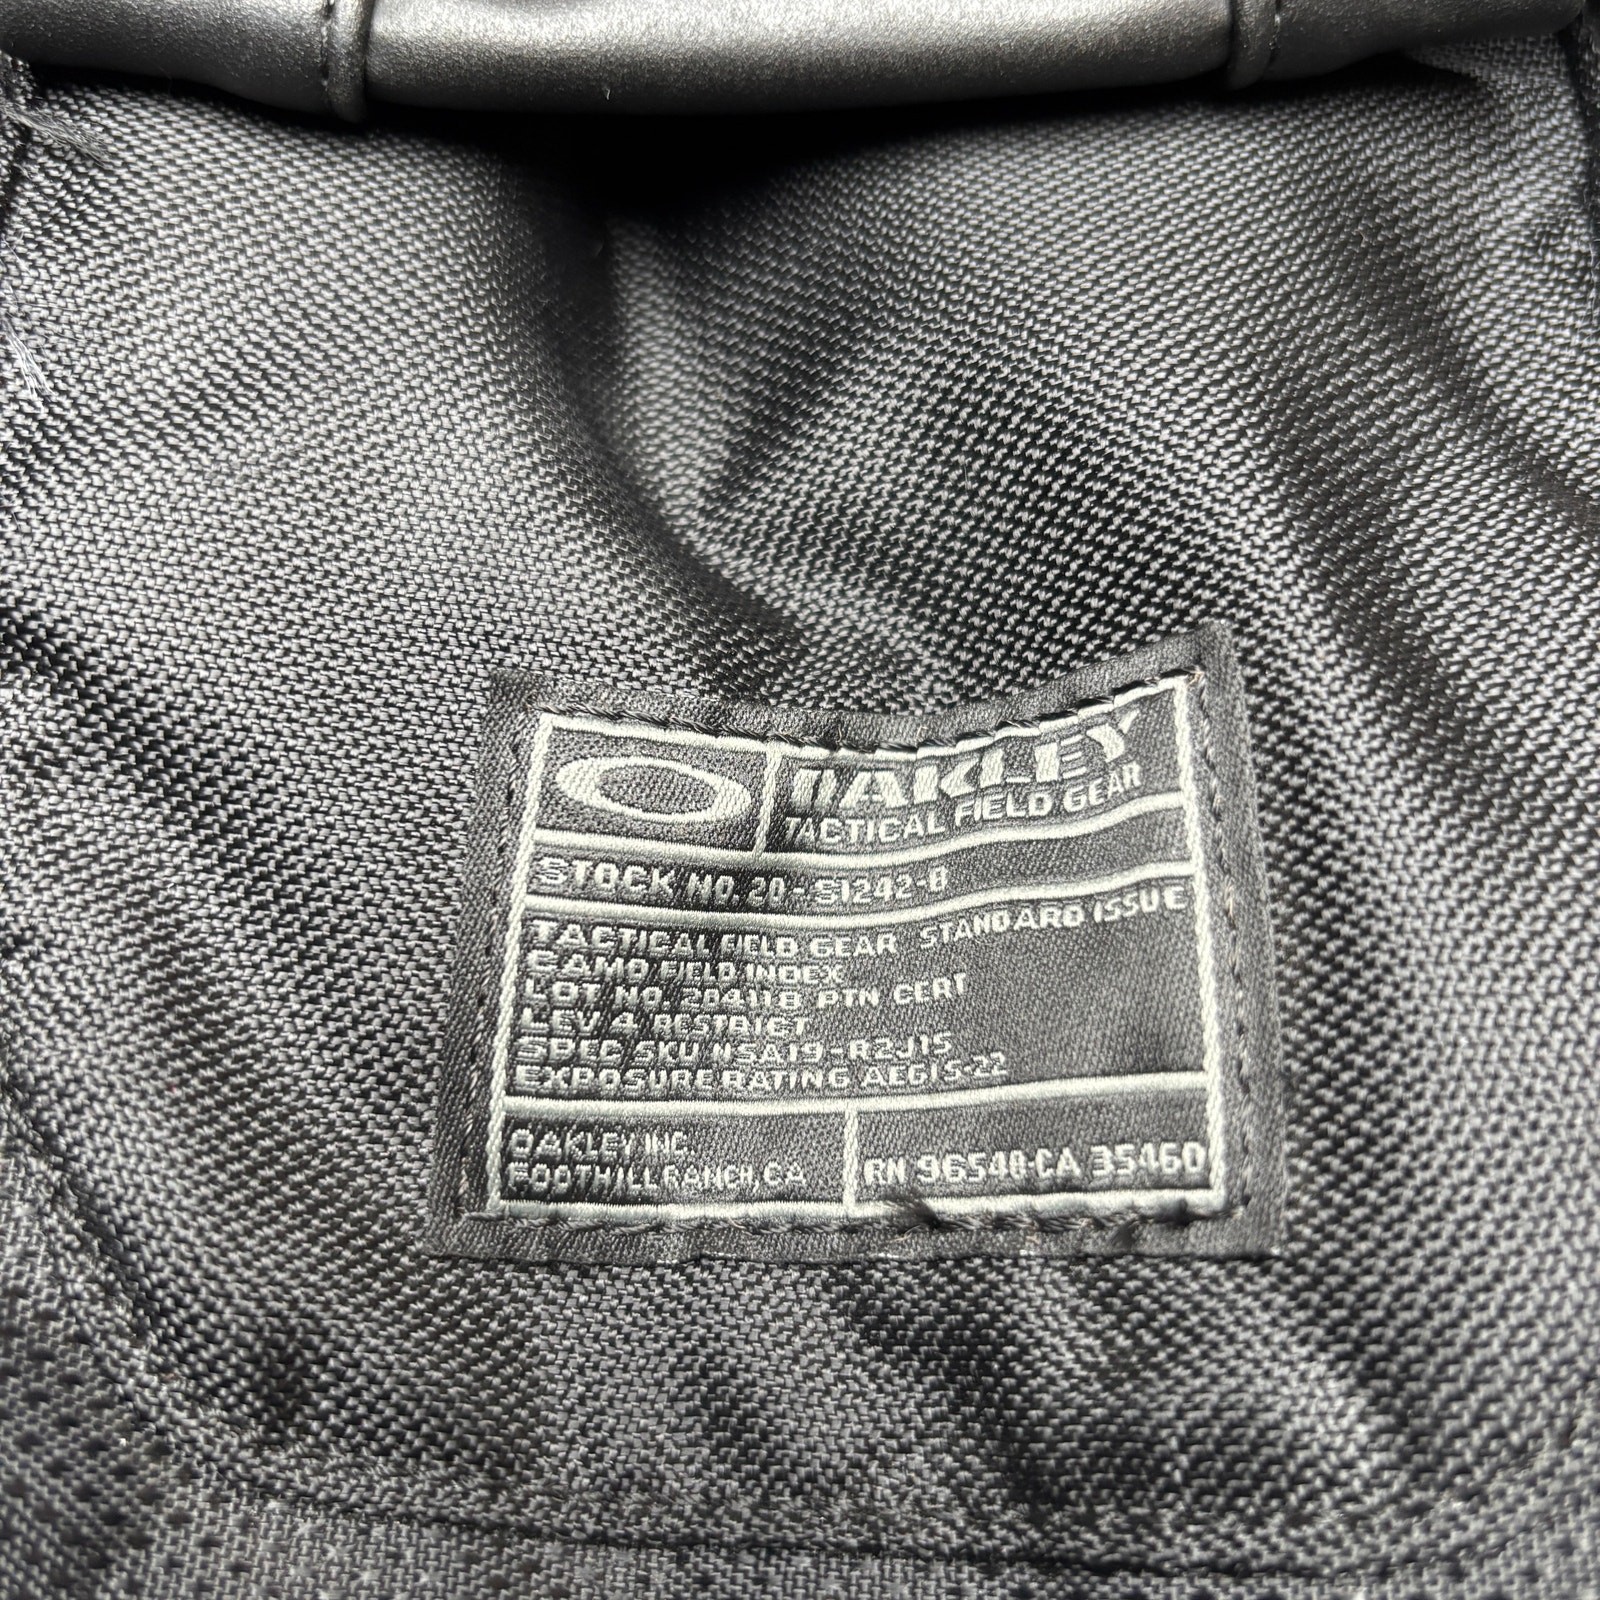 OAKLEY
TACTICAL FIELD GEAR
STOCK NO. 20-S1242-B
TACTICAL FIELD GEAR STANDARD ISSUE
CAMO FIELD INDEX
LOT NO. 204118 PTN CERT
LEV 4 RESTRICT
SPEC SKU #SA19-R2J15
EXPOSURE RATING AEGIS-22
OAKLEY INC.
FOOTHILL RANCH, CA
RN 96548-CA 35460